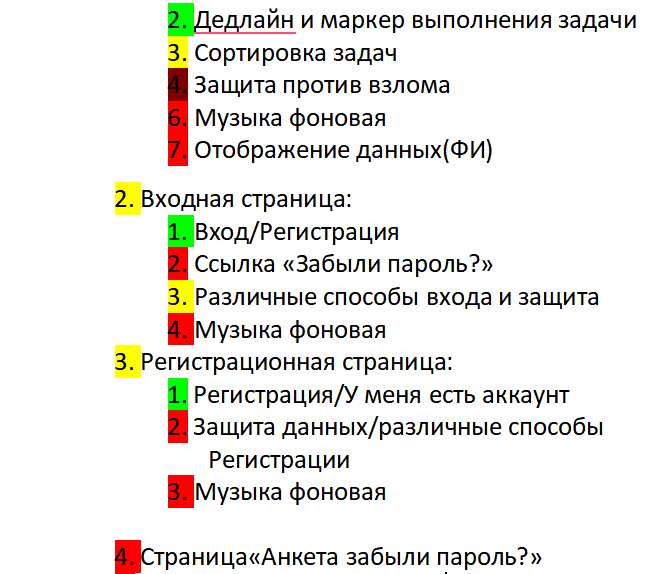 2. Дедлайн и маркер выполнения задачи
3. Сортировка задач
4. Защита против взлома
6. Музыка фоновая
7. Отображение данных(ФИ)
2. Входная страница:
1. Вход/Регистрация
2. Ссылка «Забыли пароль?»
3. Различные способы входа и защита
4. Музыка фоновая
3. Регистрационная страница:
1. Регистрация/У меня есть аккаунт
2. Защита данных/различные способы
Регистрации
3. Музыка фоновая
4. Страница«Анкета забыли пароль?»